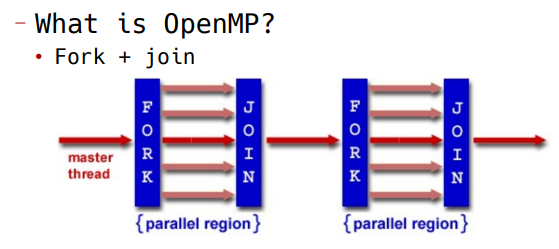 – What is OpenMP?
• Fork + join
master
thread
FORK
JOIN
{parallel region}
FORK
JOIN
{parallel region}